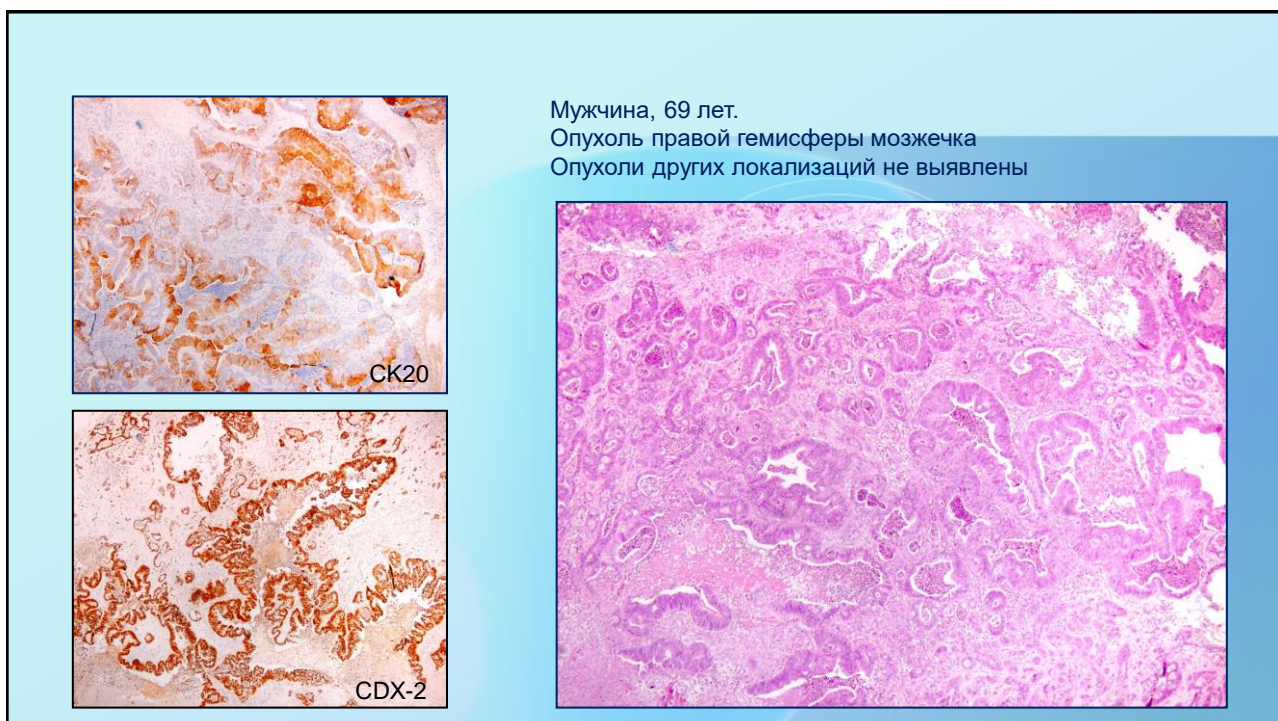 Мужчина, 69 лет.
Опухоль правой гемисферы мозжечка
Опухоли других локализаций не выявлены
CK20
CDX-2